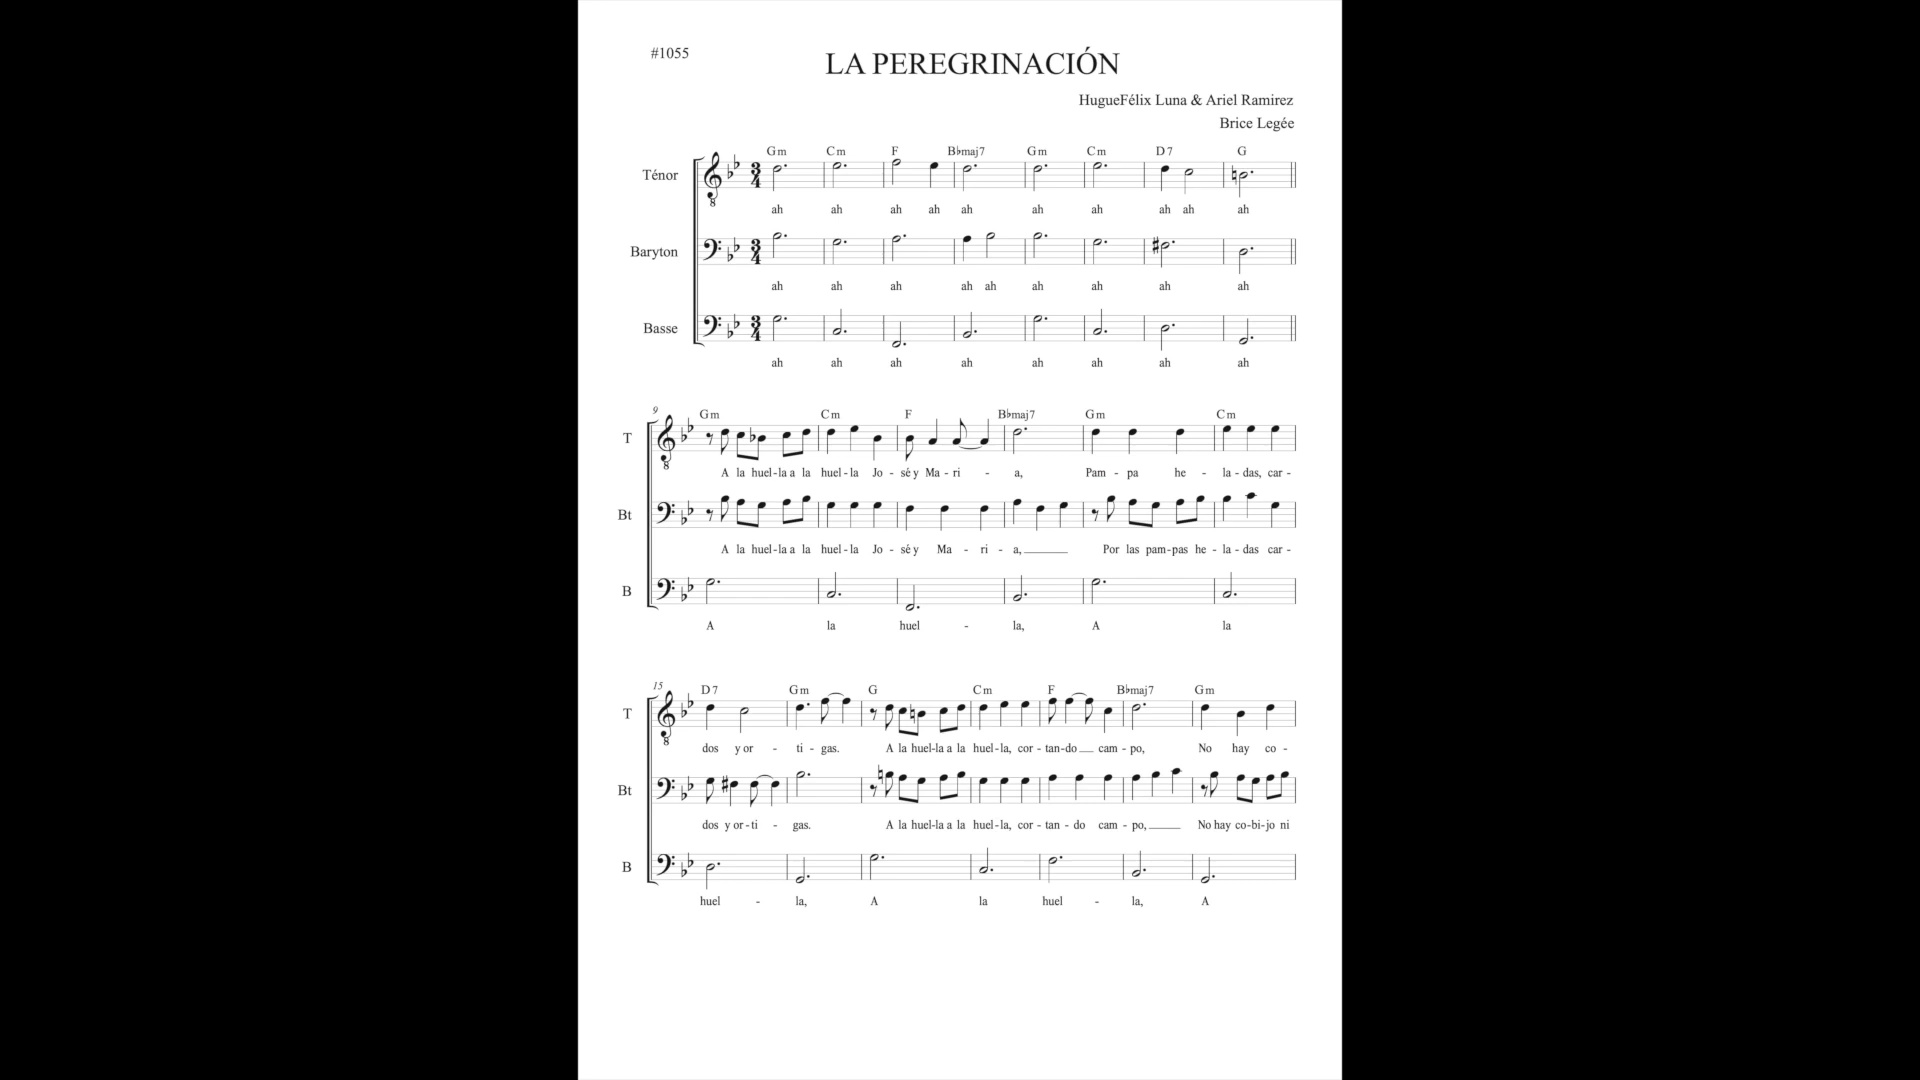 #1055
LA PEREGRINACIÓN
HugueFélix Luna & Ariel Ramirez
Brice Legée
Gm Cm F B♭maj7 Gm Cm D7 G
Ténor
ah ah ah ah ah ah ah ah ah ah
Baryton
ah ah ah ah ah ah ah ah ah
Basse
ah ah ah ah ah ah ah ah
9 Gm Cm F B♭maj7 Gm Cm
T
A la huel-la a la huel-la Jo - sé y Ma - ri - a, Pam - pa he - la - das, car -
Bt
A la huel-la a la huel-la Jo - sé y Ma - ri - a, Por las pam-pas he - la - das car -
B
A la huel - la, A la
15 D7 Gm G Cm F B♭maj7 Gm
T
dos y or - ti - gas. A la huel-la a la huel-la, cor - tan-do cam - po, No hay co -
Bt
dos y or - ti - gas. A la huel-la a la huel-la, cor - tan - do cam - po, No hay co-bi-jo ni
B
huel - la, A la huel - la, A